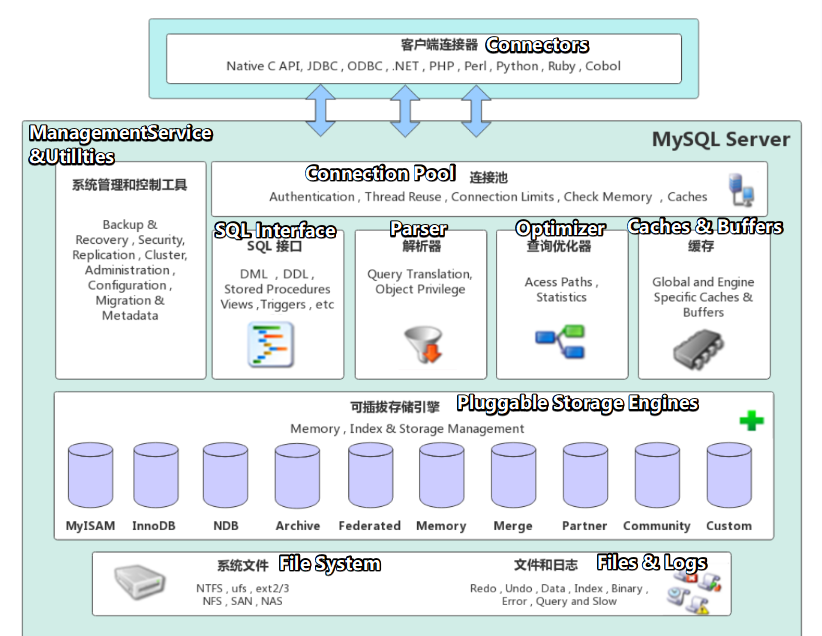 客户端连接器 Connectors
Native C API, JDBC , ODBC , .NET , PHP , Perl , Python , Ruby , Cobol
ManagementService
&Utillties
MySQL Server
系统管理和控制工具
Backup &
Recovery , Security,
Replication , Cluster,
Administration ,
Configuration ,
Migration &
Metadata
Connection Pool 连接池
Authentication , Thread Reuse , Connection Limits , Check Memory , Caches
SQL Interface
SQL 接口
DML , DDL ,
Stored Procedures
Views ,Triggers , etc
Parser
解析器
Query Translation,
Object Privilege
Optimizer
查询优化器
Acess Paths ,
Statistics
Caches & Buffers
缓存
Global and Engine
Specific Caches &
Buffers
可插拔存储引擎 Pluggable Storage Engines
Memory , Index & Storage Management
MyISAM InnoDB NDB Archive Federated Memory Merge Partner Community Custom
系统文件 File System
NTFS , ufs , ext2/3
NFS , SAN , NAS
文件和日志 Files & Logs
Redo , Undo , Data , Index , Binary ,
Error , Query and Slow